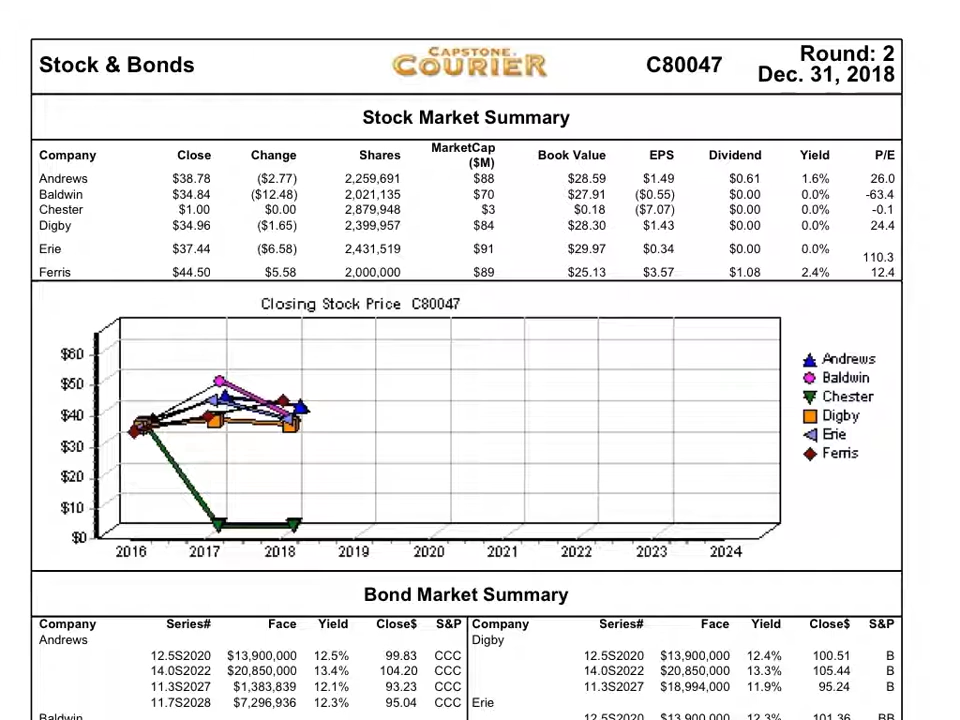 Stock & Bonds
CAPSTONE
COURIER
C80047
Round: 2
Dec. 31, 2018
Stock Market Summary
Company Close Change Shares MarketCap ($M) Book Value EPS Dividend Yield P/E
Andrews $38.78 ($2.77) 2,259,691 $88 $28.59 $1.49 $0.61 1.6% 26.0
Baldwin $34.84 ($12.48) 2,021,135 $70 $27.91 ($0.55) $0.00 0.0% -63.4
Chester $1.00 $0.00 2,879,948 $3 $0.18 ($7.07) $0.00 0.0% -0.1
Digby $34.96 ($1.65) 2,399,957 $84 $28.30 $1.43 $0.00 0.0% 24.4
Erie $37.44 ($6.58) 2,431,519 $91 $29.97 $0.34 $0.00 0.0% 110.3
Ferris $44.50 $5.58 2,000,000 $89 $25.13 $3.57 $1.08 2.4% 12.4
Closing Stock Price C80047
$60
$50
$40
$30
$20
$10
$0
2016 2017 2018 2019 2020 2021 2022 2023 2024
Andrews
Baldwin
Chester
Digby
Erie
Ferris
Bond Market Summary
Company Series# Face Yield Close$ S&P
Andrews
12.5S2020 $13,900,000 12.5% 99.83 CCC
14.0S2022 $20,850,000 13.4% 104.20 CCC
11.3S2027 $1,383,839 12.1% 93.23 CCC
11.7S2028 $7,296,936 12.3% 95.04 CCC
Baldwin
Company Series# Face Yield Close$ S&P
Digby
12.5S2020 $13,900,000 12.4% 100.51 B
14.0S2022 $20,850,000 13.3% 105.44 B
11.3S2027 $18,994,000 11.9% 95.24 B
Erie
12.5S2020 $13,900,000 12.3% 101.36 BB